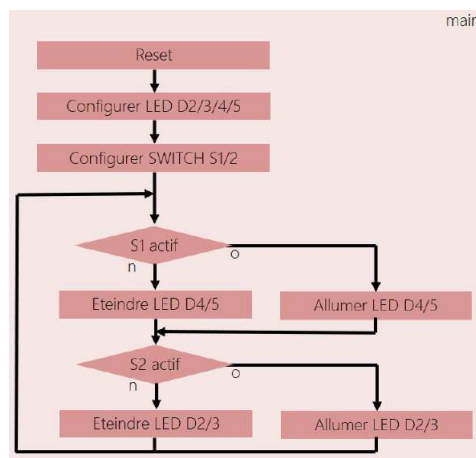 main
Reset
Configurer LED D2/3/4/5
Configurer SWITCH S1/2
S1 actif
n
o
Eteindre LED D4/5
Allumer LED D4/5
S2 actif
n
o
Eteindre LED D2/3
Allumer LED D2/3